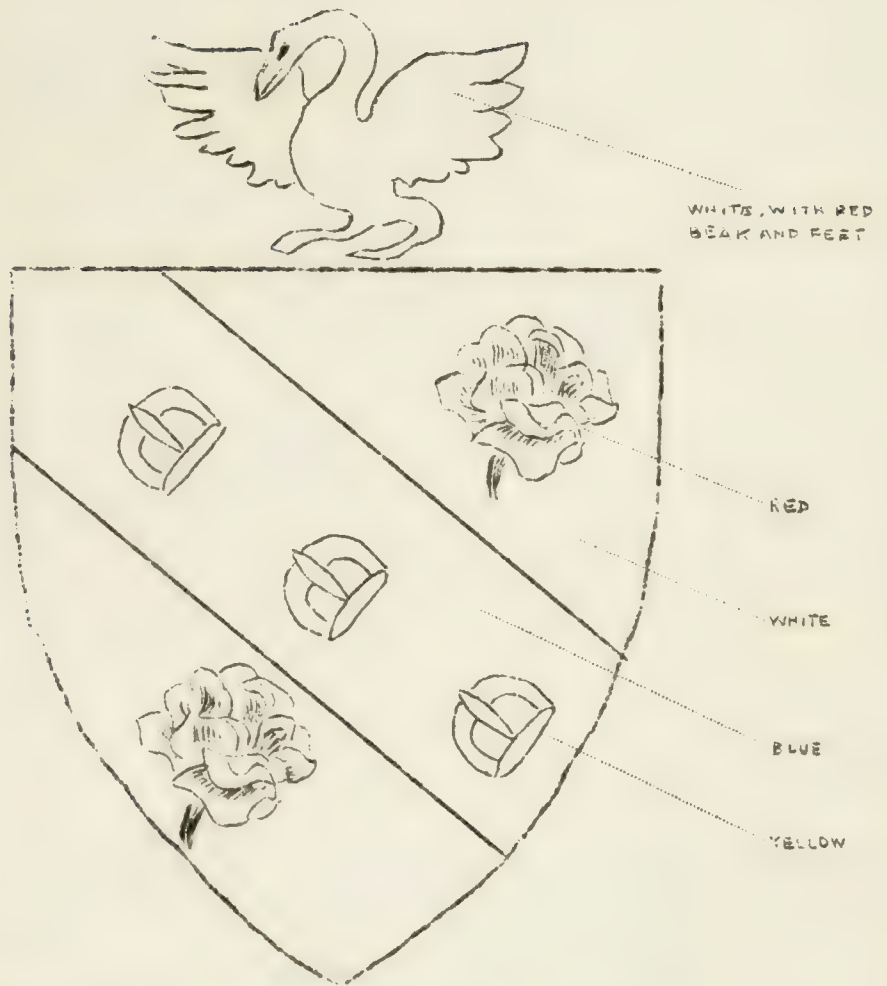 WHITE, WITH RED
BEAK AND FEET
RED
WHITE
BLUE
YELLOW